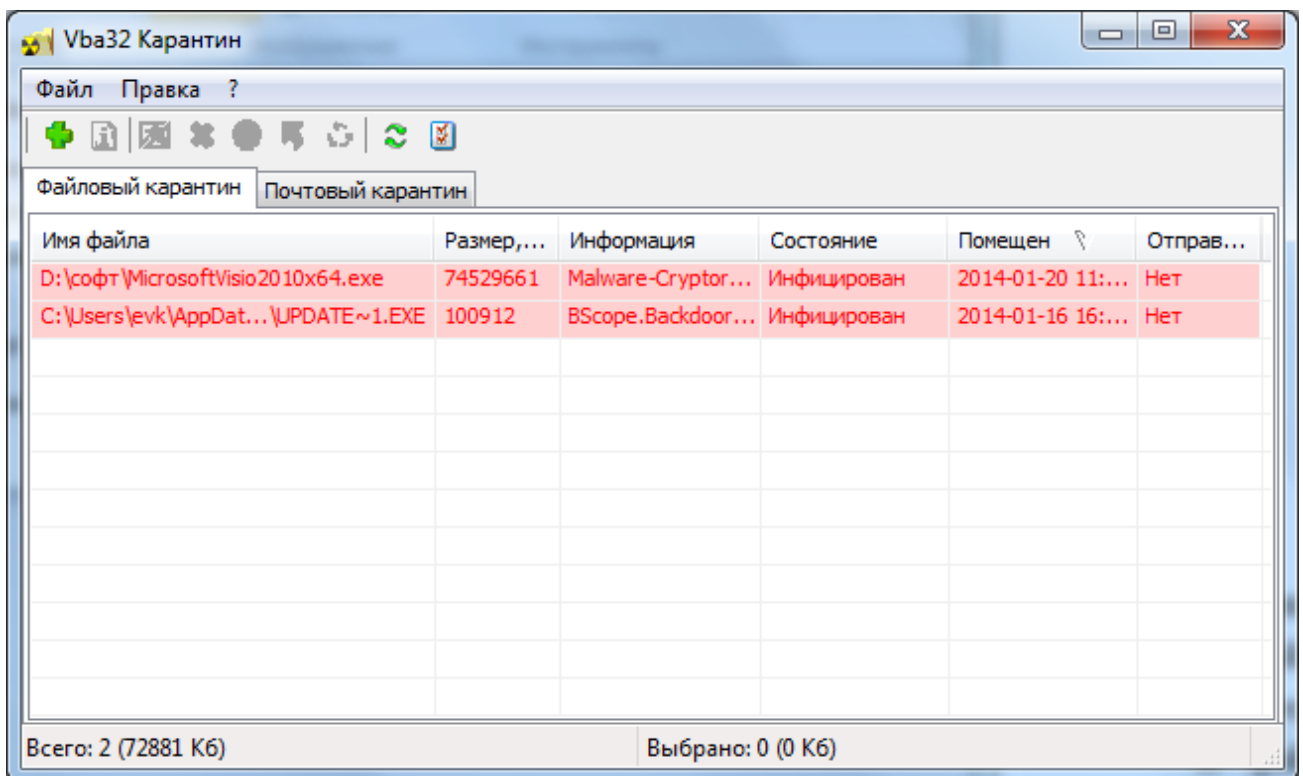 Vba32 Карантин
Файл Правка ?
Файловый карантин Почтовый карантин
Имя файла Размер,... Информация Состояние Помещен Отправ...
D:\софт\MicrosoftVisio2010x64.exe 74529661 Malware-Cryptor... Инфицирован 2014-01-20 11:... Нет
C:\Users\evk\AppDat...\UPDATE~1.EXE 100912 BScope.Backdoor... Инфицирован 2014-01-16 16:... Нет
Всего: 2 (72881 Кб) Выбрано: 0 (0 Кб)